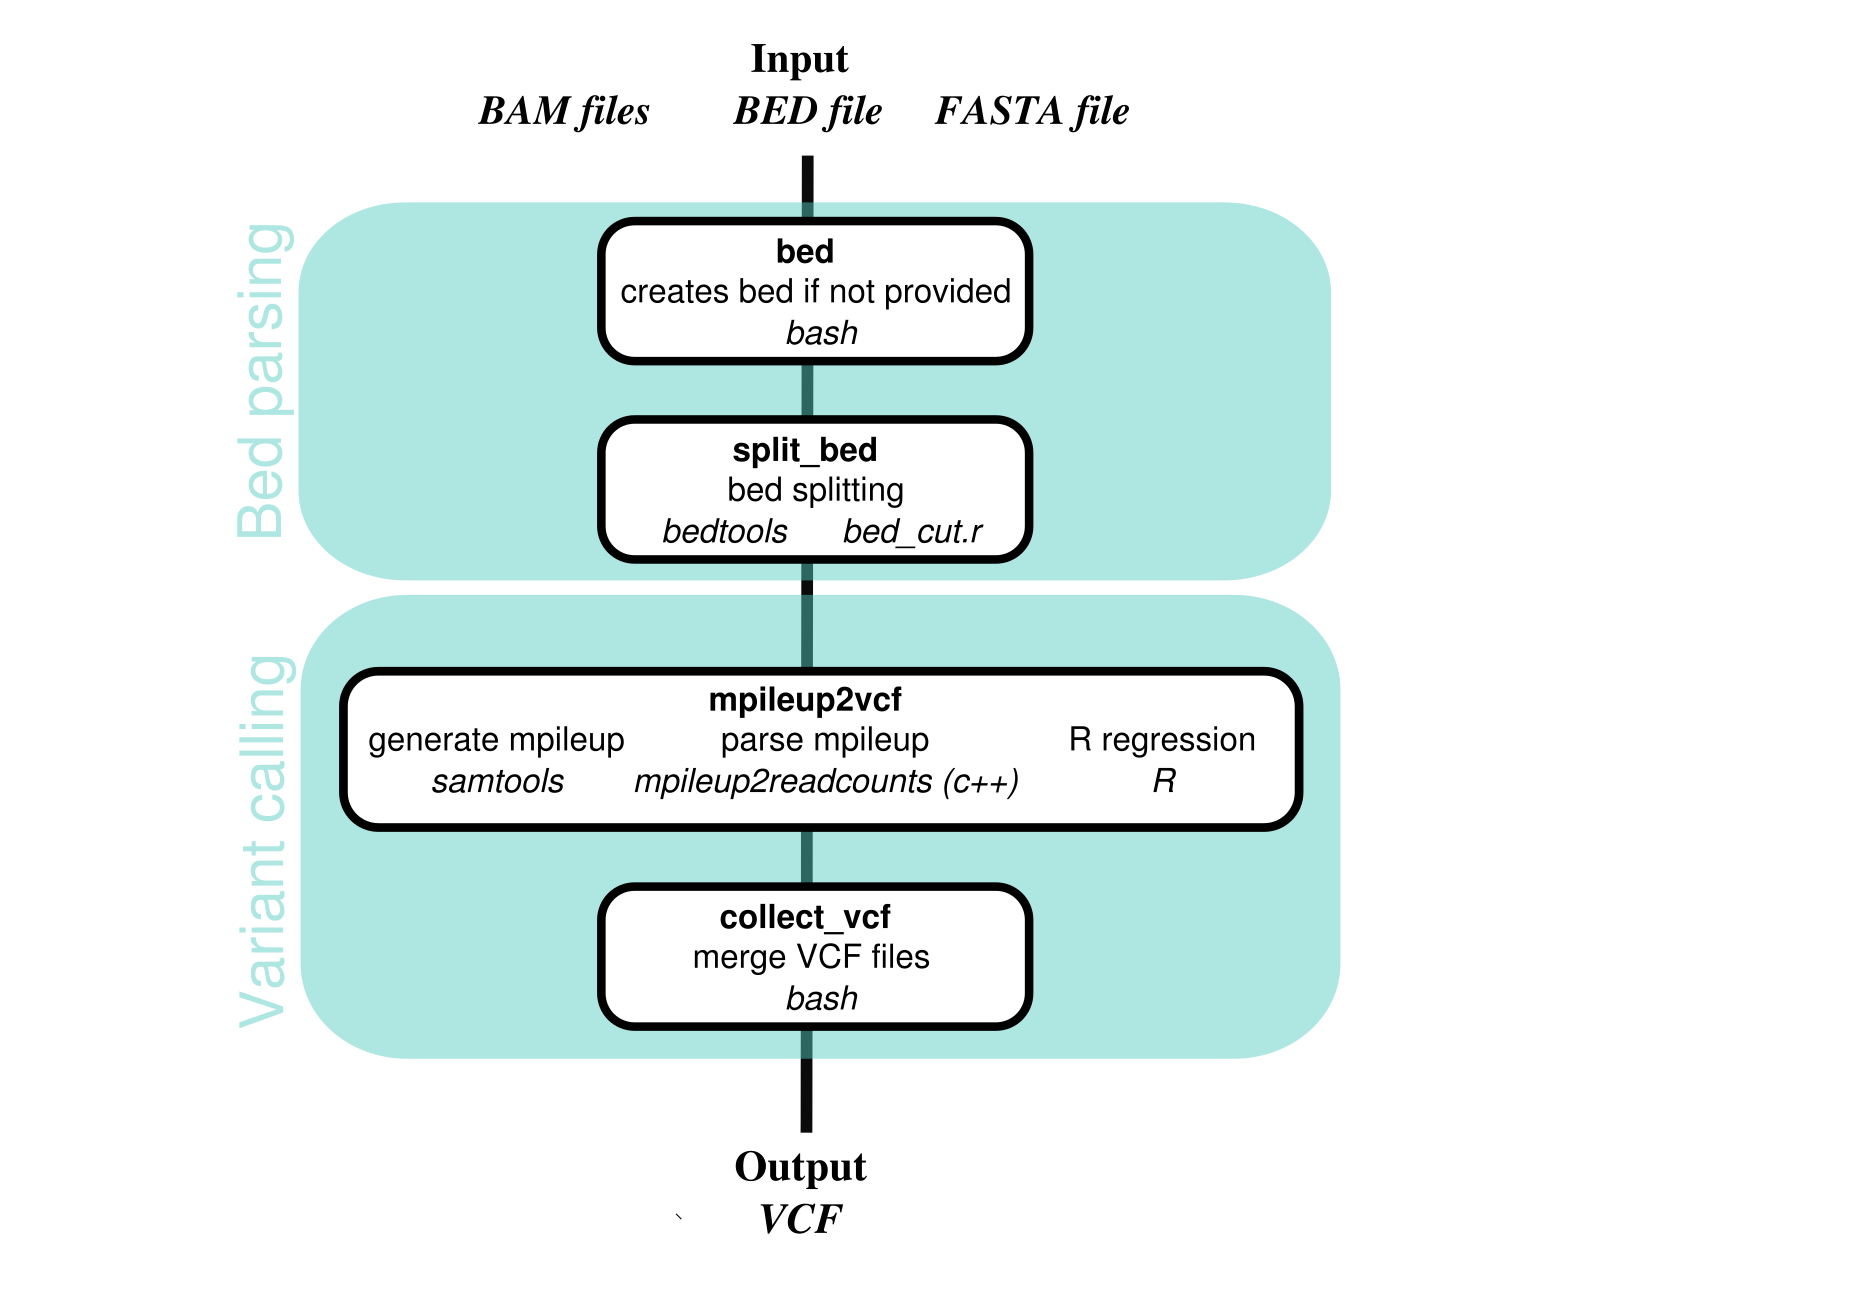 Input
BAM files BED file FASTA file
Bed parsing
bed
creates bed if not provided
bash
split_bed
bed splitting
bedtools bed_cut.r
Variant calling
mpileup2vcf
generate mpileup parse mpileup R regression
samtools mpileup2readcounts (c++) R
collect_vcf
merge VCF files
bash
Output
` VCF